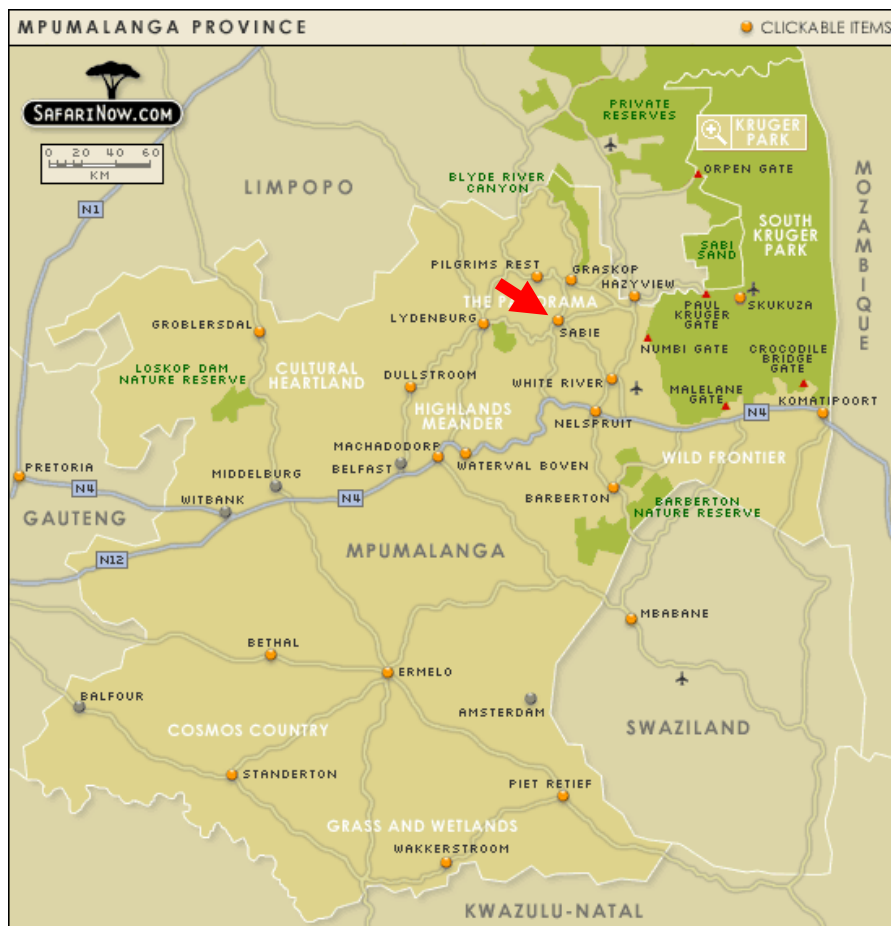 MPUMALANGA PROVINCE
CLICKABLE ITEMS
SAFARINOW.COM
0 20 40 60
KM
N1
LIMPOPO
PRIVATE
RESERVES
KRUGER
PARK
ORPEN GATE
MOZAMBIQUE
BLYDE RIVER
CANYON
SOUTH
KRUGER
PARK
SABI
SAND
PILGRIMS REST
GRASKOP
HAZYVIEW
THE PANORAMA
PAUL
KRUGER
GATE
SKUKUZA
LYDENBURG
SABIE
GROBLERSDAL
NUMBI GATE
CROCODILE
BRIDGE
GATE
LOSKOP DAM
NATURE RESERVE
CULTURAL
HEARTLAND
DULLSTROOM
WHITE RIVER
MALELANE
GATE
KOMATIPOORT
HIGHLANDS
MEANDER
NELSPRUIT
N4
MACHADODORP
BELFAST
WATERVAL BOVEN
WILD FRONTIER
PRETORIA
MIDDELBURG
N4
WITBANK
N4
BARBERTON
BARBERTON
NATURE RESERVE
GAUTENG
N12
MPUMALANGA
MBABANE
BETHAL
ERMELO
BALFOUR
AMSTERDAM
COSMOS COUNTRY
SWAZILAND
STANDERTON
PIET RETIEF
GRASS AND WETLANDS
WAKKERSTROOM
KWAZULU-NATAL